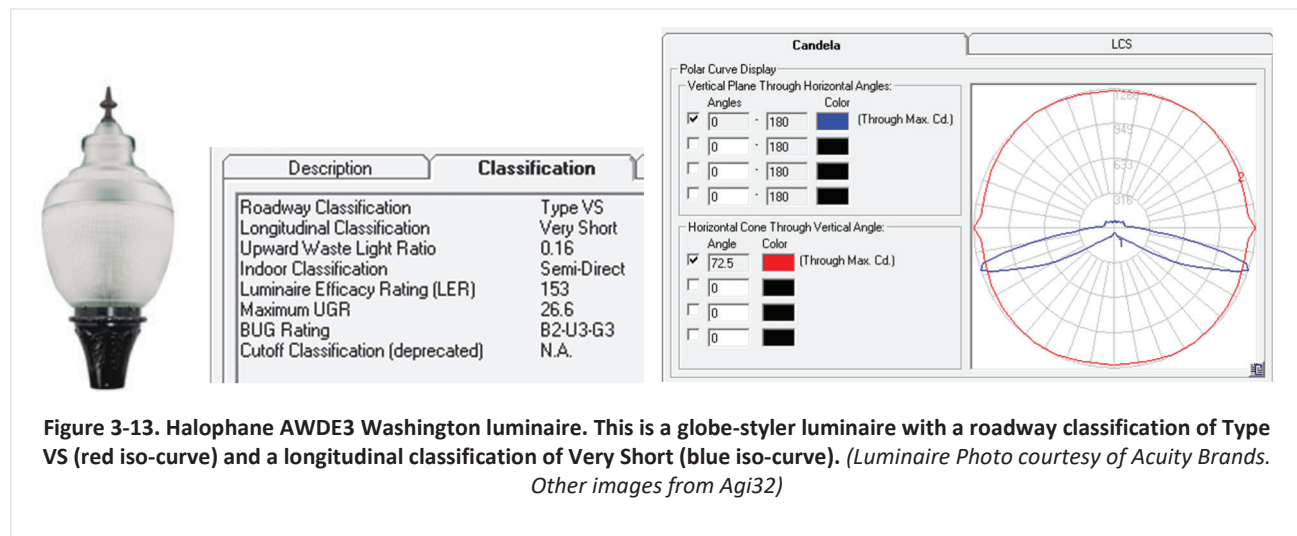 Description
Classification
Roadway Classification Type VS
Longitudinal Classification Very Short
Upward Waste Light Ratio 0.16
Indoor Classification Semi-Direct
Luminaire Efficacy Rating (LER) 153
Maximum UGR 26.6
BUG Rating B2-U3-G3
Cutoff Classification (deprecated) N.A.
Candela
LCS
Polar Curve Display
Vertical Plane Through Horizontal Angles:
Angles Color
0 - 180 (Through Max. Cd.)
0 - 180
0 - 180
0 - 180
Horizontal Cone Through Vertical Angle:
Angle Color
72.5 (Through Max. Cd.)
0
0
0
1266
949
633
316
2
1
Figure 3-13. Halophane AWDE3 Washington luminaire. This is a globe-styler luminaire with a roadway classification of Type
VS (red iso-curve) and a longitudinal classification of Very Short (blue iso-curve). (Luminaire Photo courtesy of Acuity Brands.
Other images from Agi32)